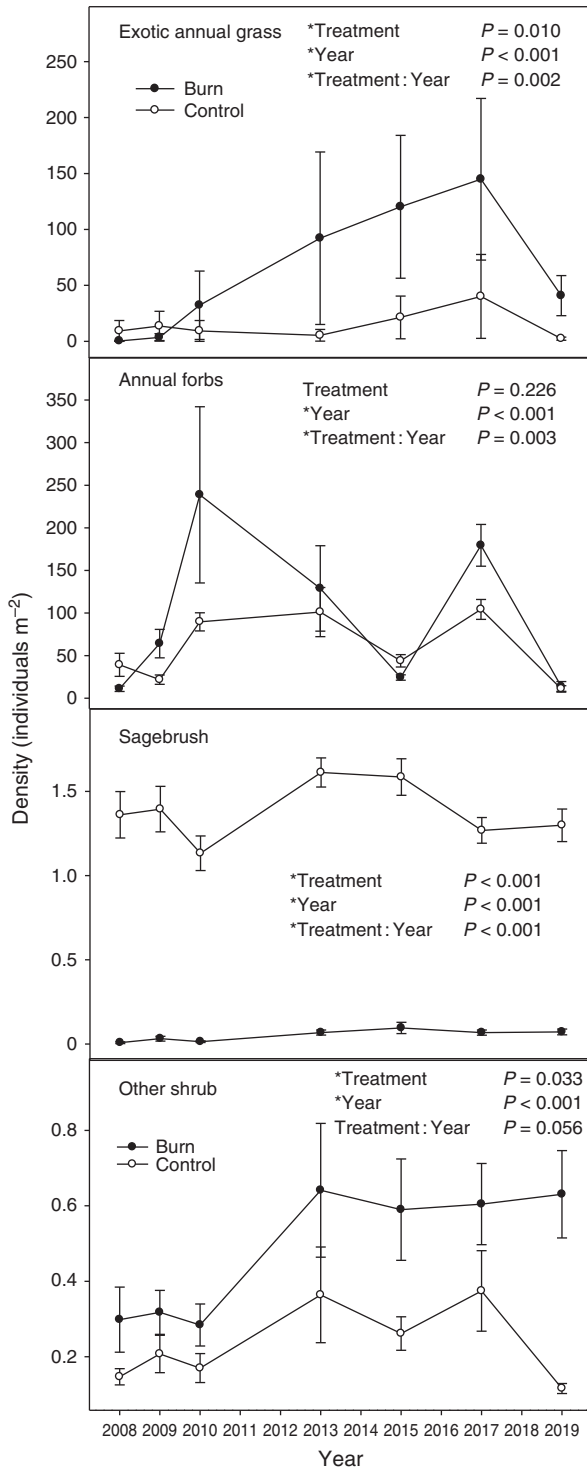 Exotic annual grass
*Treatment P = 0.010
*Year P < 0.001
*Treatment : Year P = 0.002
Burn
Control
250
200
150
100
50
0
Annual forbs
Treatment P = 0.226
*Year P < 0.001
*Treatment : Year P = 0.003
350
300
250
200
150
100
50
0
Density (individuals m⁻²)
Sagebrush
1.5
1.0
0.5
0
*Treatment P < 0.001
*Year P < 0.001
*Treatment : Year P < 0.001
Other shrub
*Treatment P = 0.033
*Year P < 0.001
Treatment : Year P = 0.056
Burn
Control
0.8
0.6
0.4
0.2
2008 2009 2010 2011 2012 2013 2014 2015 2016 2017 2018 2019
Year